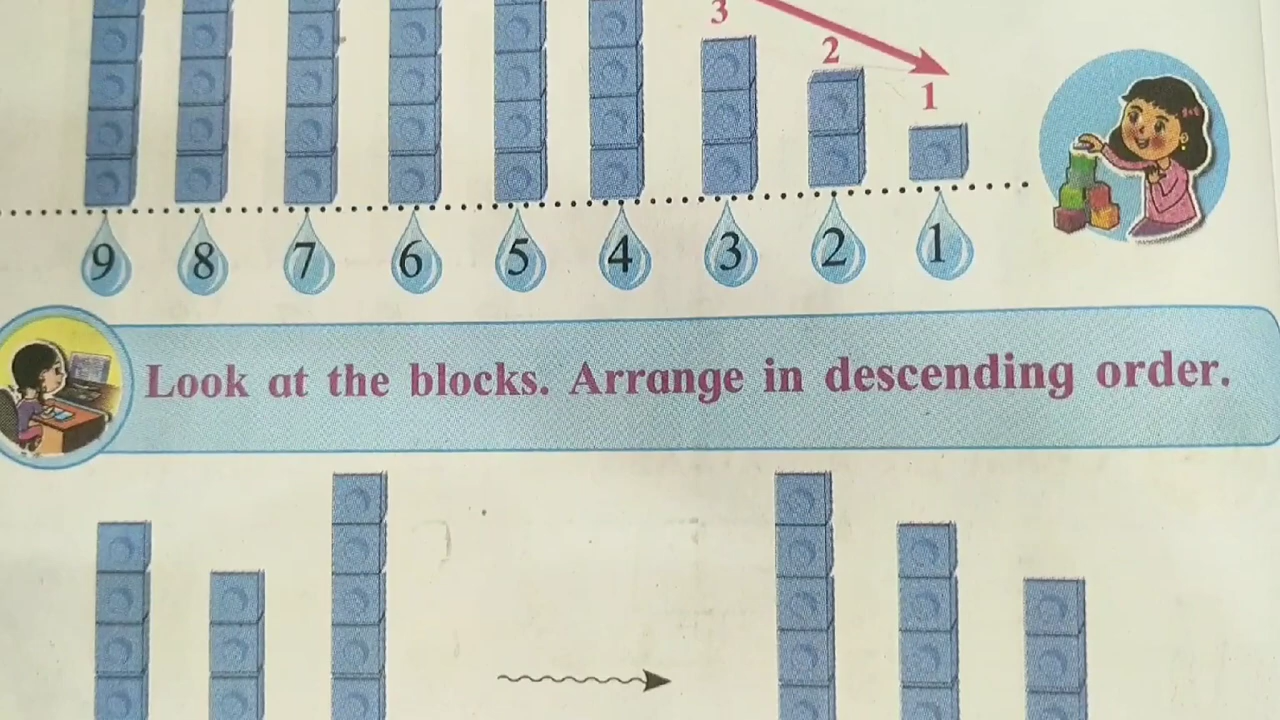 3
2
1
9 8 7 6 5 4 3 2 1
Look at the blocks. Arrange in descending order.